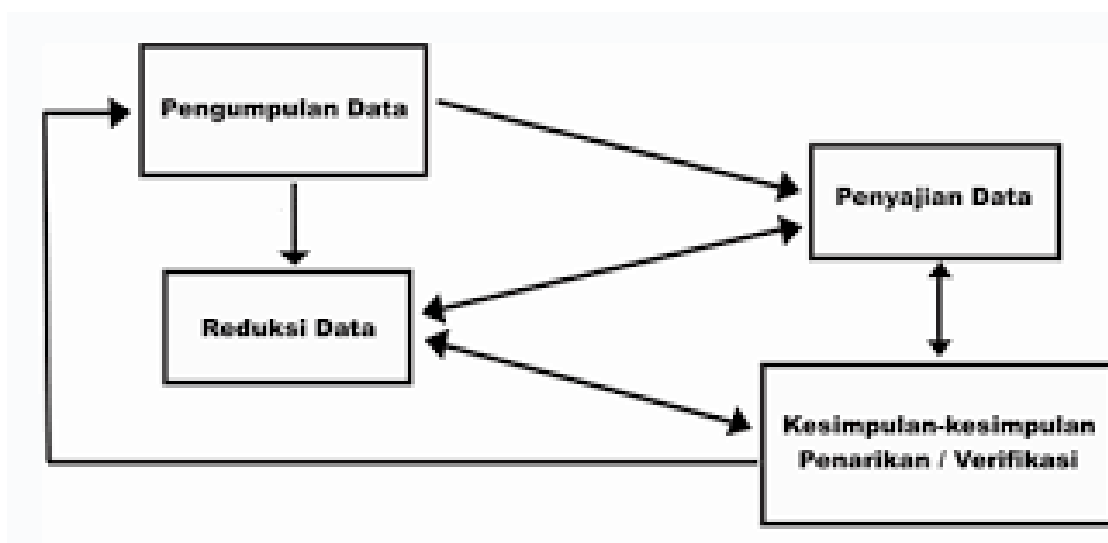 Pengumpulan Data
Penyajian Data
Reduksi Data
Kesimpulan-kesimpulan
Penarikan / Verifikasi